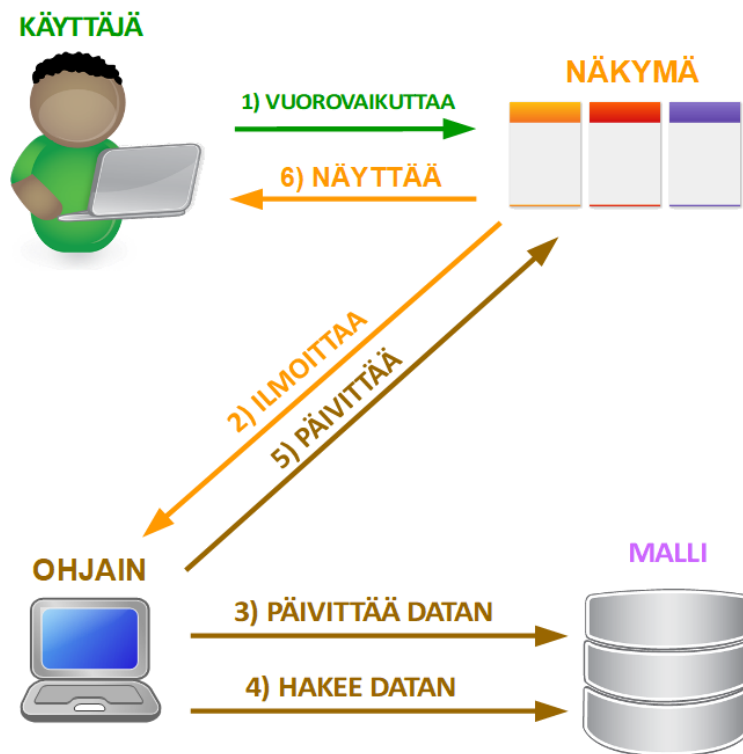 KÄYTTÄJÄ
NÄKYMÄ
1) VUOROVAIKUTTAA
6) NÄYTTÄÄ
2) ILMOITTAA
5) PÄIVITTÄÄ
OHJAIN
MALLI
3) PÄIVITTÄÄ DATAN
4) HAKEE DATAN